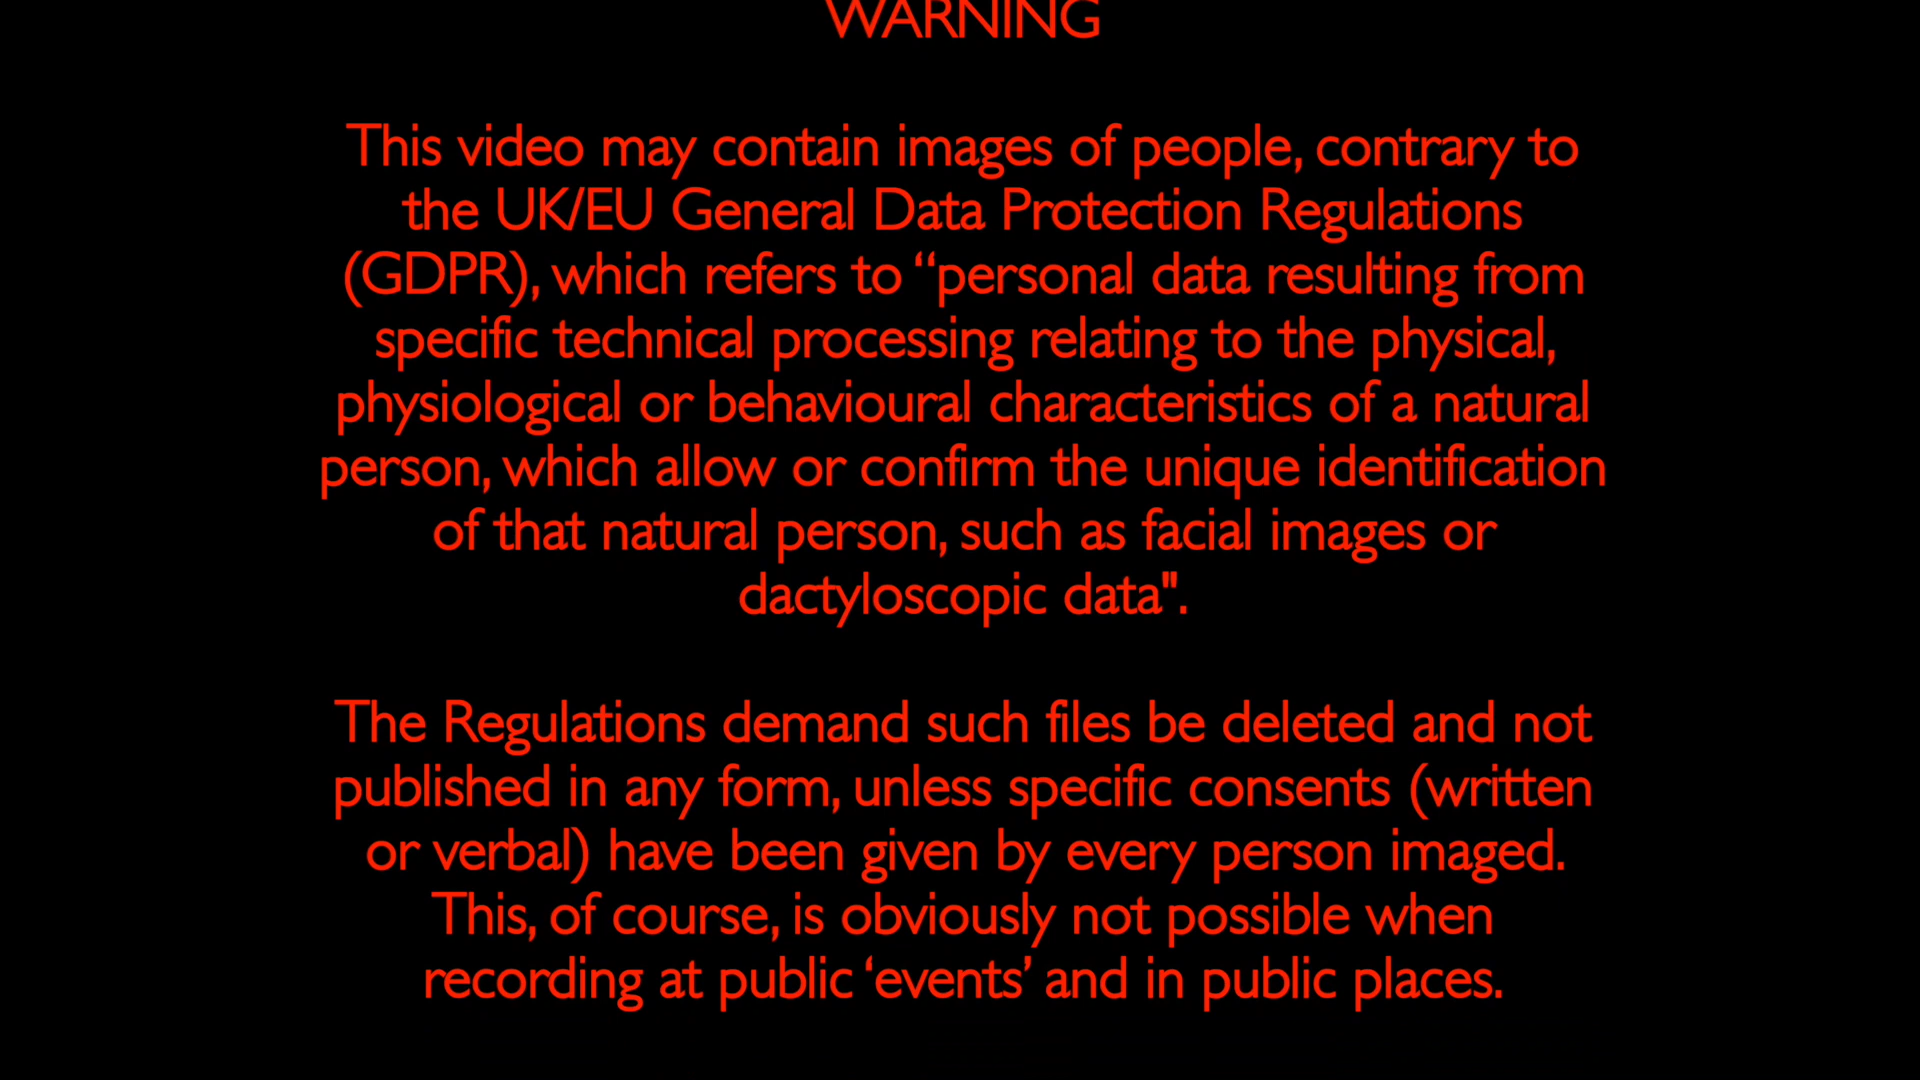 WARNING
This video may contain images of people, contrary to
the UK/EU General Data Protection Regulations
(GDPR), which refers to “personal data resulting from
specific technical processing relating to the physical,
physiological or behavioural characteristics of a natural
person, which allow or confirm the unique identification
of that natural person, such as facial images or
dactyloscopic data".
The Regulations demand such files be deleted and not
published in any form, unless specific consents (written
or verbal) have been given by every person imaged.
This, of course, is obviously not possible when
recording at public ‘events’ and in public places.